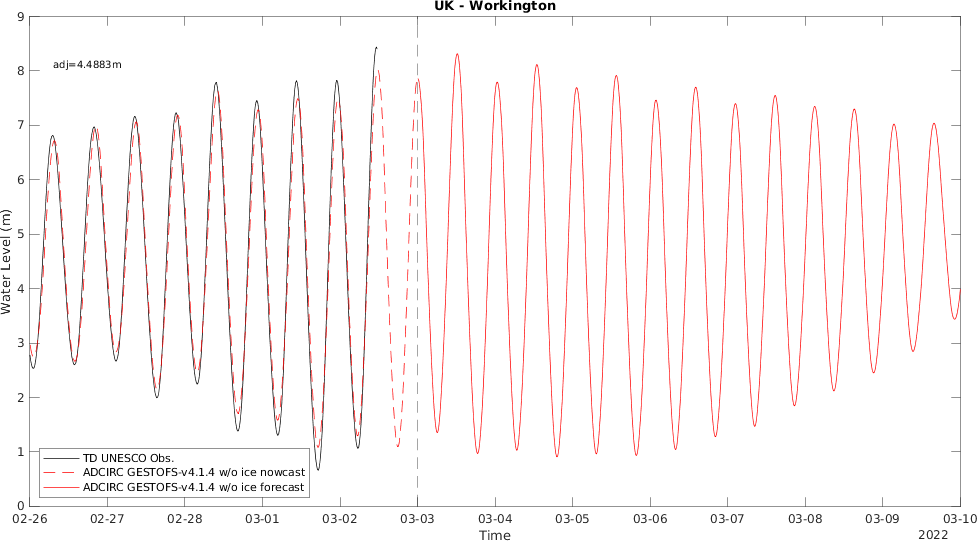 UK - Workington
9
8
7
6
5
4
3
2
1
0
Water Level (m)
adj=4.4883m
TD UNESCO Obs.
ADCIRC GESTOFS-v4.1.4 w/o ice nowcast
ADCIRC GESTOFS-v4.1.4 w/o ice forecast
02-26 02-27 02-28 03-01 03-02 03-03 03-04 03-05 03-06 03-07 03-08 03-09 03-10
Time
2022